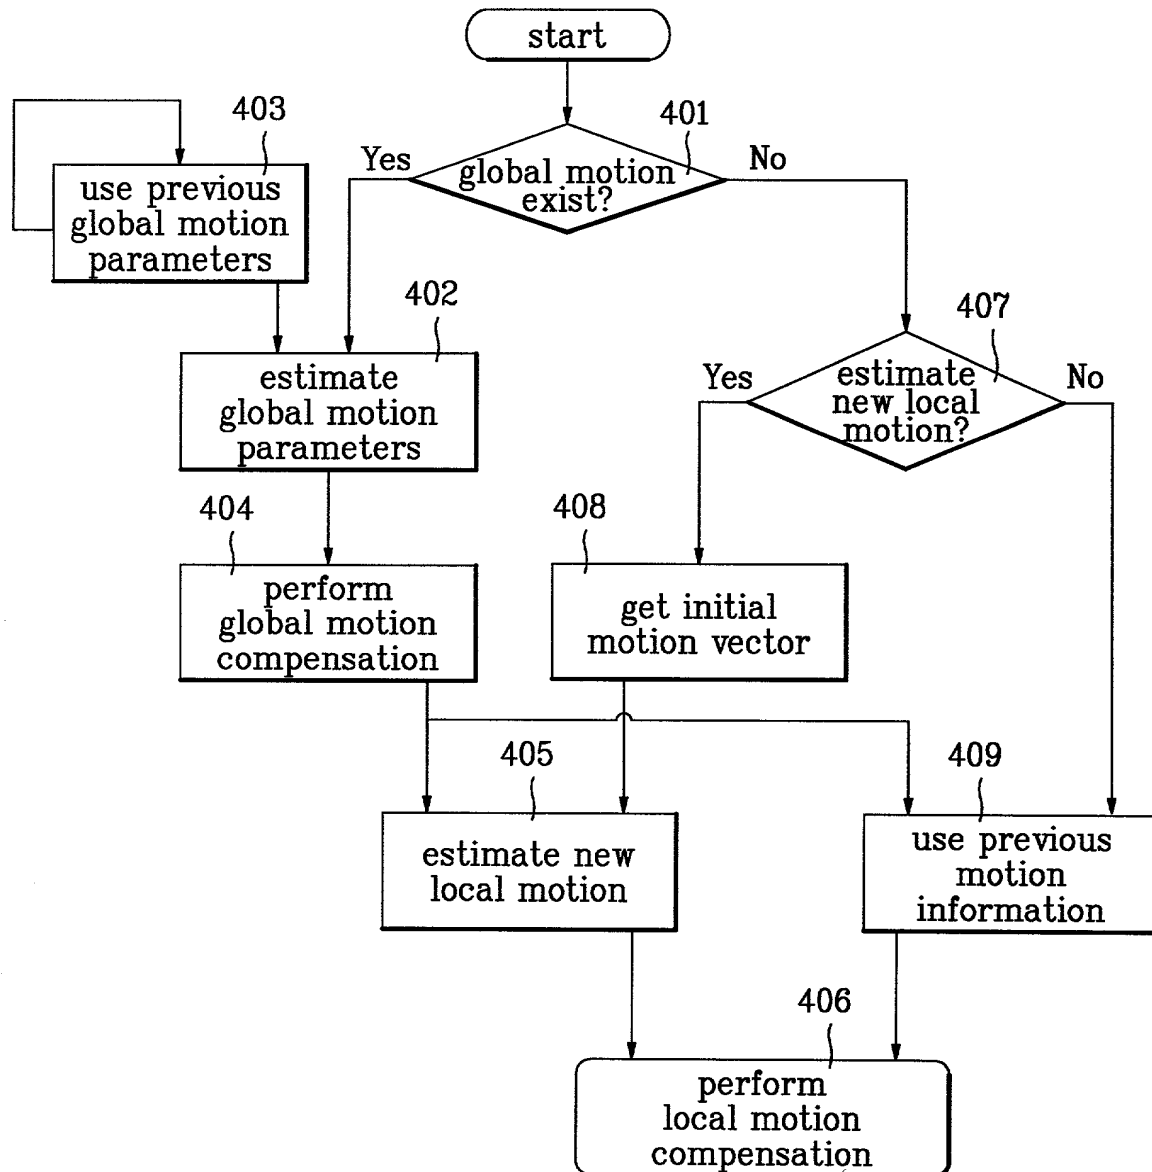 start
403
401
Yes
No
global motion
exist?
use previous
global motion
parameters
402
407
estimate
global motion
parameters
Yes
No
estimate
new local
motion?
404
408
perform
global motion
compensation
get initial
motion vector
405
409
estimate new
local motion
use previous
motion
information
406
perform
local motion
compensation